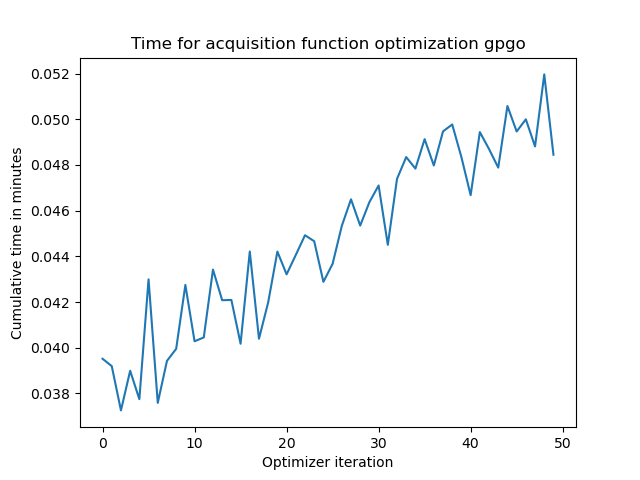 Time for acquisition function optimization gpgo
0.052
0.050
0.048
0.046
0.044
0.042
0.040
0.038
Cumulative time in minutes
0 10 20 30 40 50
Optimizer iteration